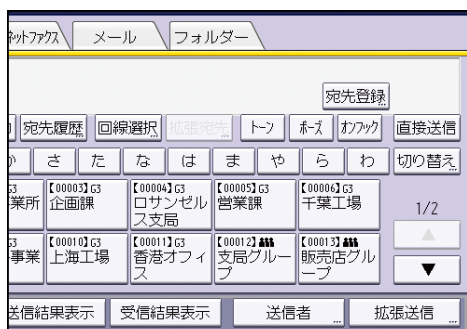 ネットファクス メール フォルダー
宛先登録
宛先履歴 回線選択 拡張宛先 トーン ポーズ オンフック 直接送信
か さ た な は ま や ら わ 切り替え
G3 【00003】G3 【00004】G3 【00005】G3 【00006】G3
業所 企画課 ロサンゼル 営業課 千葉工場 1/2
ス支局
G3 【00010】G3 【00011】G3 【00012】 【00013】
事業 上海工場 香港オフィ 支局グルー 販売店グル
ス プ ープ
送信結果表示 受信結果表示 送信者 拡張送信